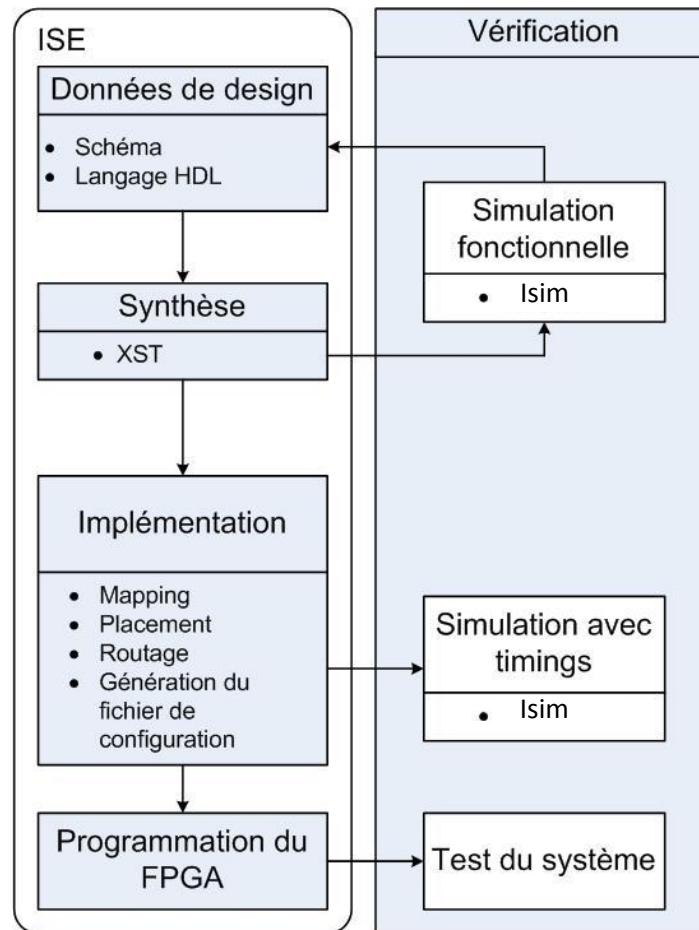 ISE
Données de design
• Schéma
• Langage HDL
Synthèse
• XST
Implémentation
• Mapping
• Placement
• Routage
• Génération du
fichier de
configuration
Programmation du
FPGA
Vérification
Simulation
fonctionnelle
• Isim
Simulation avec
timings
• Isim
Test du système